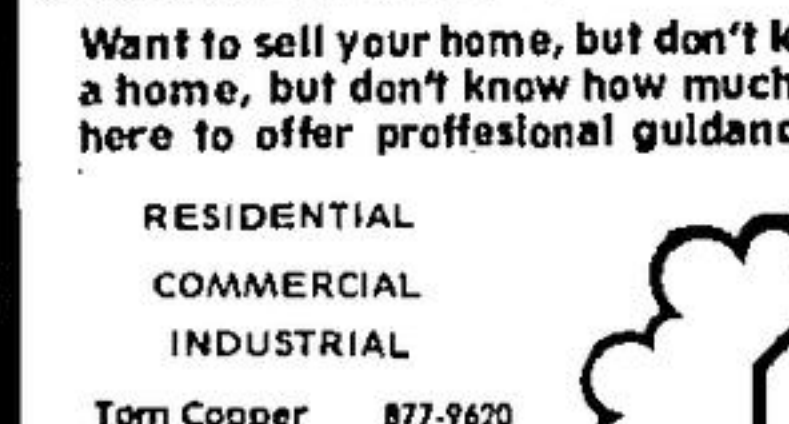 Want to sell your home, but don't k
a home, but don't know how much
here to offer proffesional guidanc
RESIDENTIAL
COMMERCIAL
INDUSTRIAL
Tom Cooper 877-9620